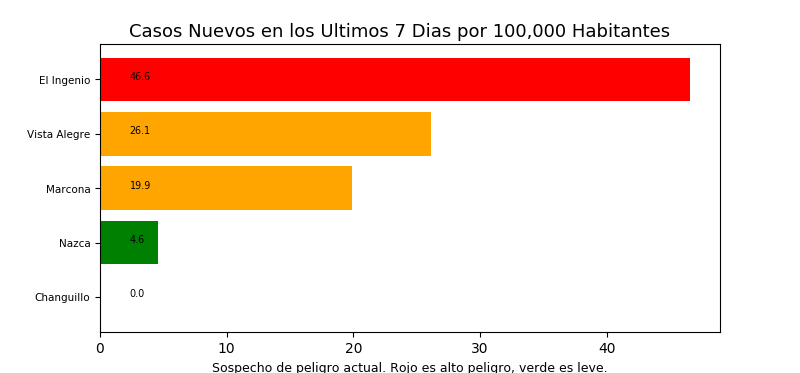 Casos Nuevos en los Ultimos 7 Dias por 100,000 Habitantes
El Ingenio 46.6
Vista Alegre 26.1
Marcona 19.9
Nazca 4.6
Changuillo 0.0
0 10 20 30 40
Sospecho de peligro actual. Rojo es alto peligro, verde es leve.